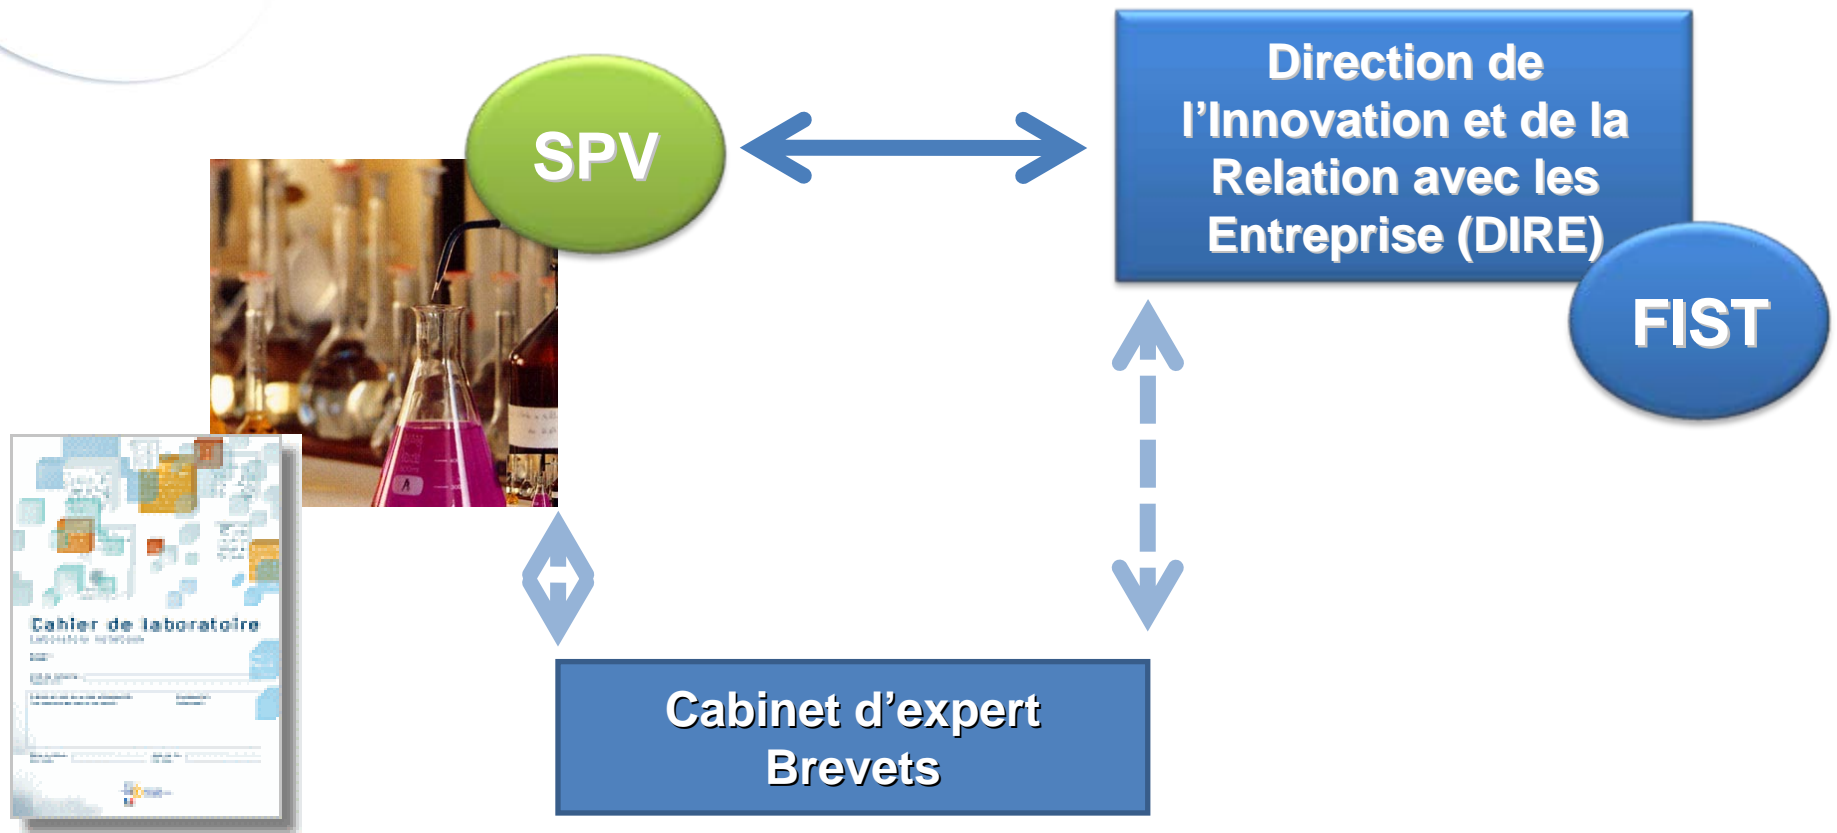 SPV
Direction de
l’Innovation et de la
Relation avec les
Entreprise (DIRE)
FIST
A
Cahier de laboratoire
Cabinet d’expert
Brevets